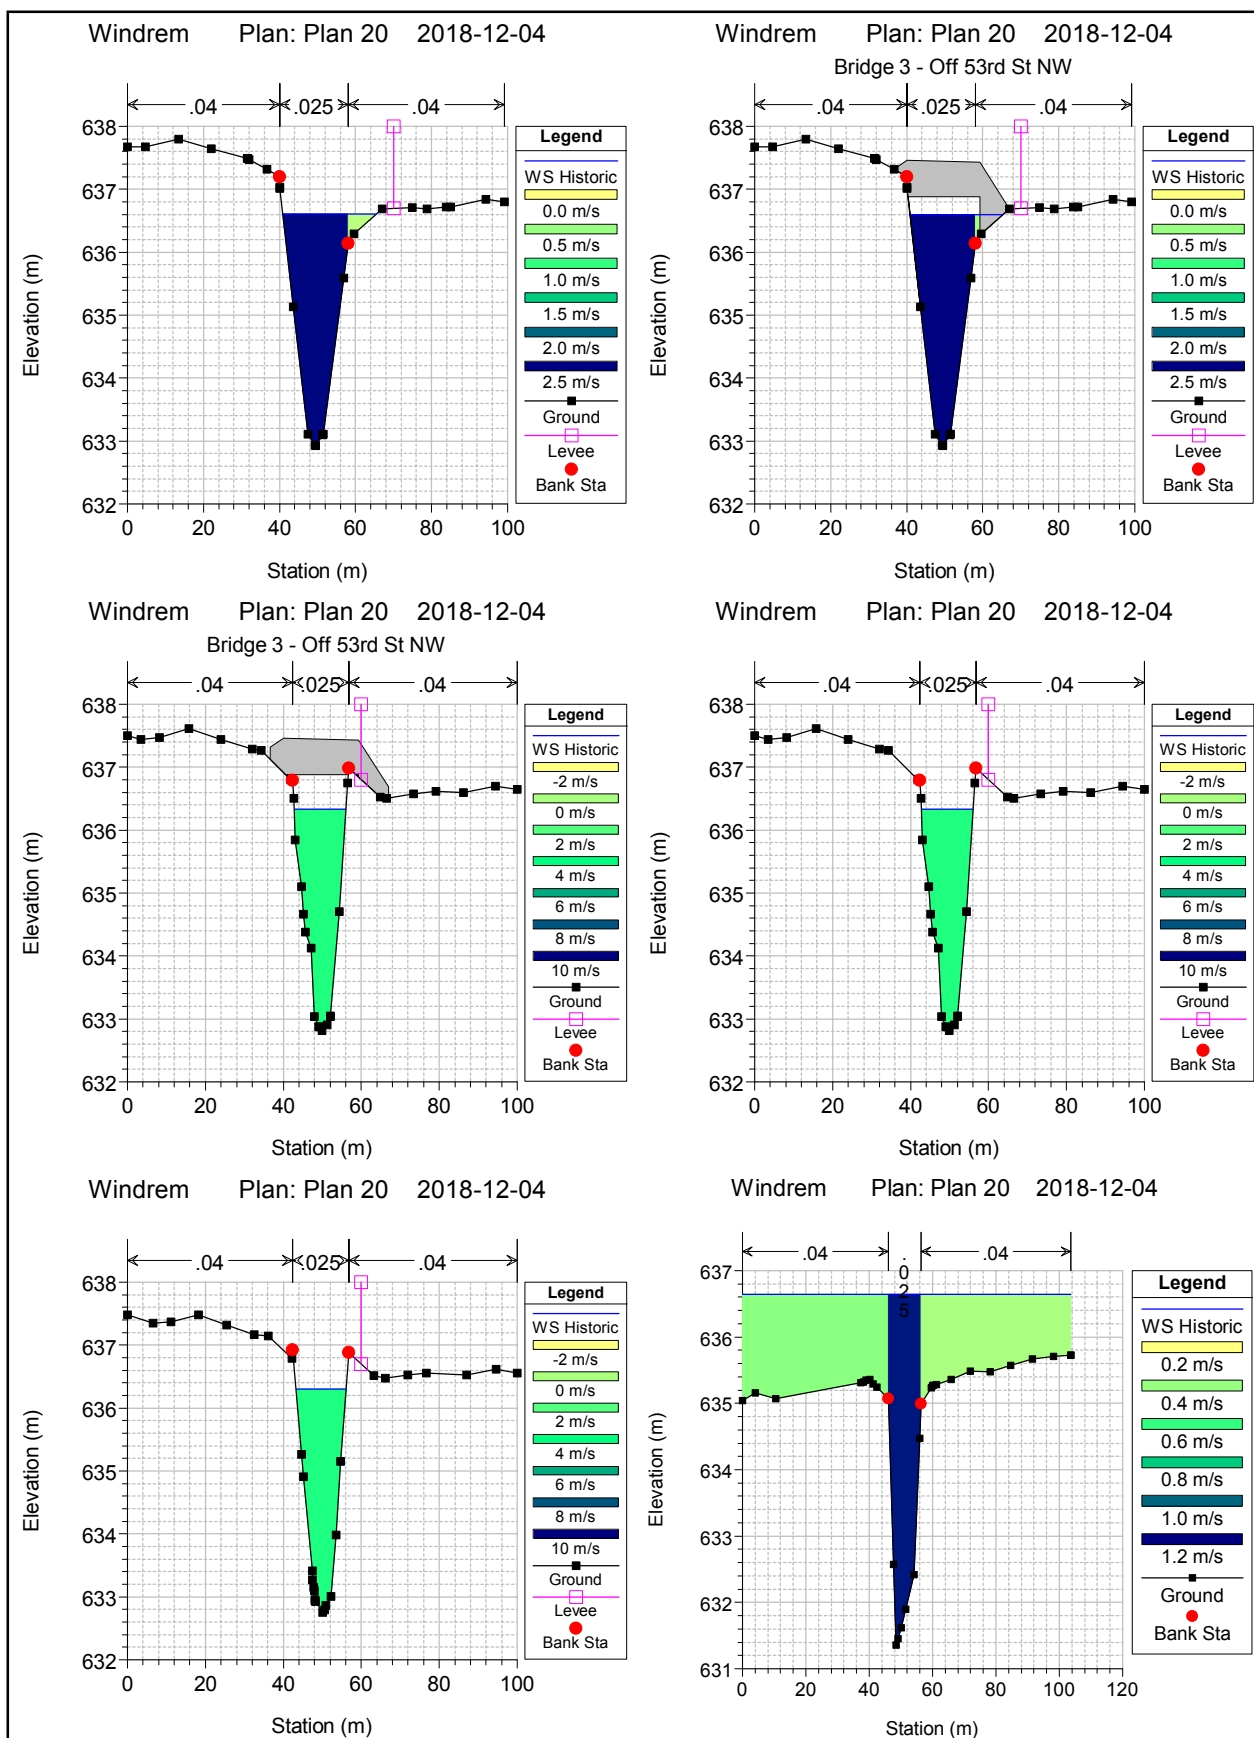 Windrem Plan: Plan 20 2018-12-04
.04 .025 .04
638
637
636
635
634
633
632
0 20 40 60 80 100
Elevation (m)
Station (m)
Legend
WS Historic
0.0 m/s
0.5 m/s
1.0 m/s
1.5 m/s
2.0 m/s
2.5 m/s
Ground
Levee
Bank Sta
Windrem Plan: Plan 20 2018-12-04
Bridge 3 - Off 53rd St NW
.04 .025 .04
638
637
636
635
634
633
632
0 20 40 60 80 100
Elevation (m)
Station (m)
Legend
WS Historic
0.0 m/s
0.5 m/s
1.0 m/s
1.5 m/s
2.0 m/s
2.5 m/s
Ground
Levee
Bank Sta
Windrem Plan: Plan 20 2018-12-04
Bridge 3 - Off 53rd St NW
.04 .025 .04
638
637
636
635
634
633
632
0 20 40 60 80 100
Elevation (m)
Station (m)
Legend
WS Historic
-2 m/s
0 m/s
2 m/s
4 m/s
6 m/s
8 m/s
10 m/s
Ground
Levee
Bank Sta
Windrem Plan: Plan 20 2018-12-04
.04 .025 .04
638
637
636
635
634
633
632
0 20 40 60 80 100
Elevation (m)
Station (m)
Legend
WS Historic
-2 m/s
0 m/s
2 m/s
4 m/s
6 m/s
8 m/s
10 m/s
Ground
Levee
Bank Sta
Windrem Plan: Plan 20 2018-12-04
.04 .025 .04
638
637
636
635
634
633
632
0 20 40 60 80 100
Elevation (m)
Station (m)
Legend
WS Historic
-2 m/s
0 m/s
2 m/s
4 m/s
6 m/s
8 m/s
10 m/s
Ground
Levee
Bank Sta
Windrem Plan: Plan 20 2018-12-04
.04 . .04
0
2
5
637
636
635
634
633
632
631
0 20 40 60 80 100 120
Elevation (m)
Station (m)
Legend
WS Historic
0.2 m/s
0.4 m/s
0.6 m/s
0.8 m/s
1.0 m/s
1.2 m/s
Ground
Bank Sta